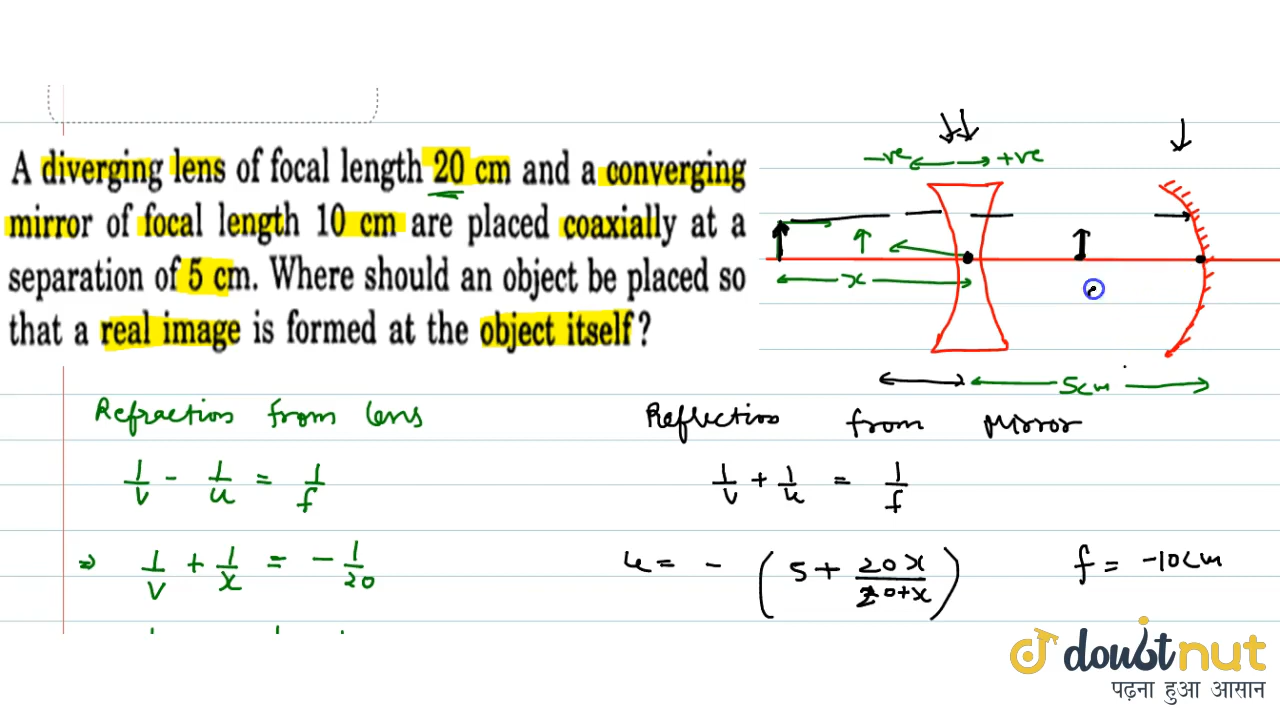 A diverging lens of focal length 20 cm and a converging
mirror of focal length 10 cm are placed coaxially at a
separation of 5 cm. Where should an object be placed so
that a real image is formed at the object itself?
-ve +ve
x
5cm
Refraction from lens
1/v - 1/u = 1/f
⇒ 1/v + 1/x = - 1/20
Reflection from Mirror
1/v + 1/u = 1/f
u = - (5 + 20x/20+x) f = -10cm
doubtnut
पढ़ना हुआ आसान